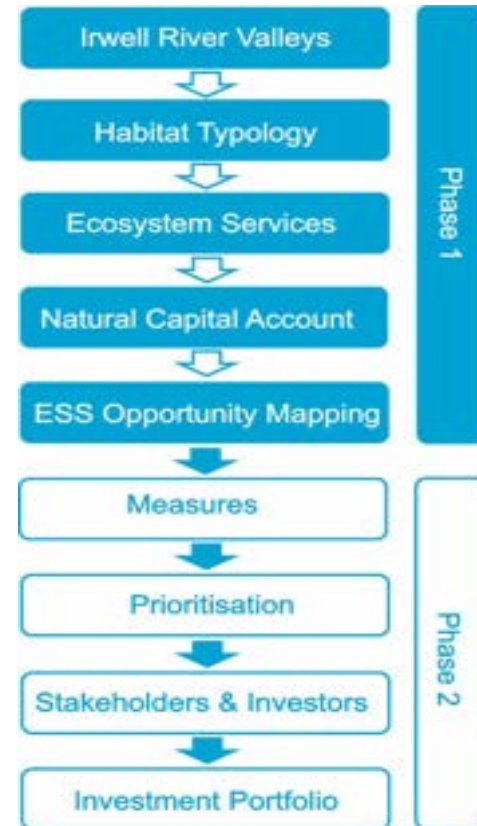 Irwell River Valleys
Habitat Typology
Ecosystem Services
Natural Capital Account
ESS Opportunity Mapping
Phase 1
Measures
Prioritisation
Stakeholders & Investors
Investment Portfolio
Phase 2